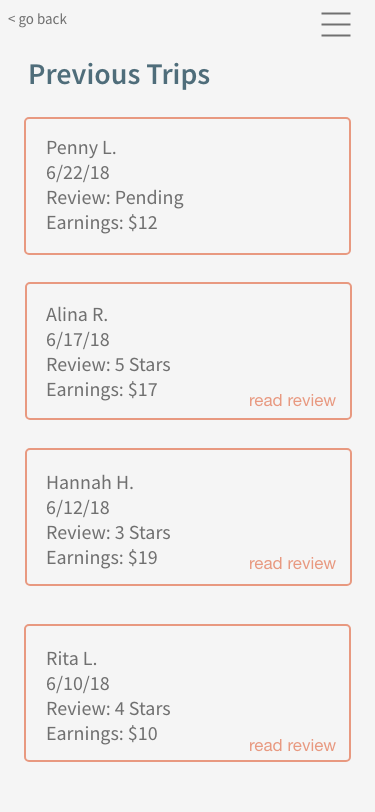 < go back
Previous Trips
Penny L.
6/22/18
Review: Pending
Earnings: $12
Alina R.
6/17/18
Review: 5 Stars
Earnings: $17
read review
Hannah H.
6/12/18
Review: 3 Stars
Earnings: $19
read review
Rita L.
6/10/18
Review: 4 Stars
Earnings: $10
read review